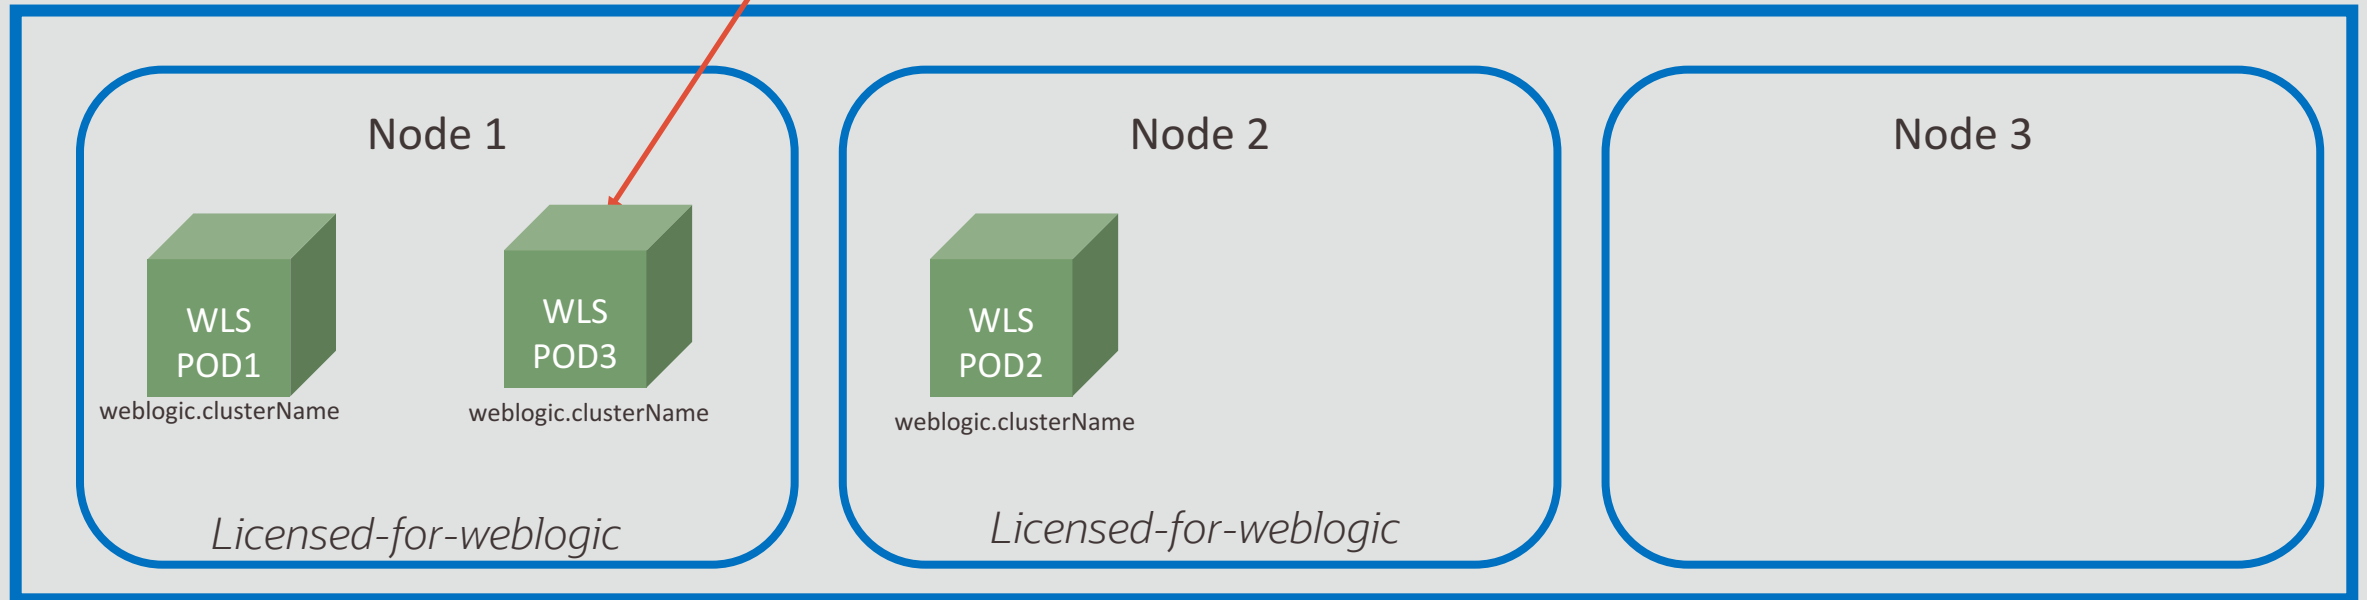 Node 1
WLS
POD1
weblogic.clusterName
WLS
POD3
weblogic.clusterName
Licensed-for-weblogic
Node 2
WLS
POD2
weblogic.clusterName
Licensed-for-weblogic
Node 3